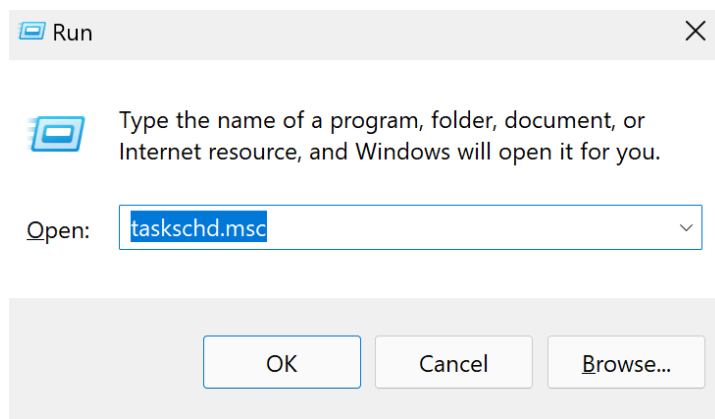 Run
Type the name of a program, folder, document, or
Internet resource, and Windows will open it for you.
Open: taskschd.msc
OK Cancel Browse...